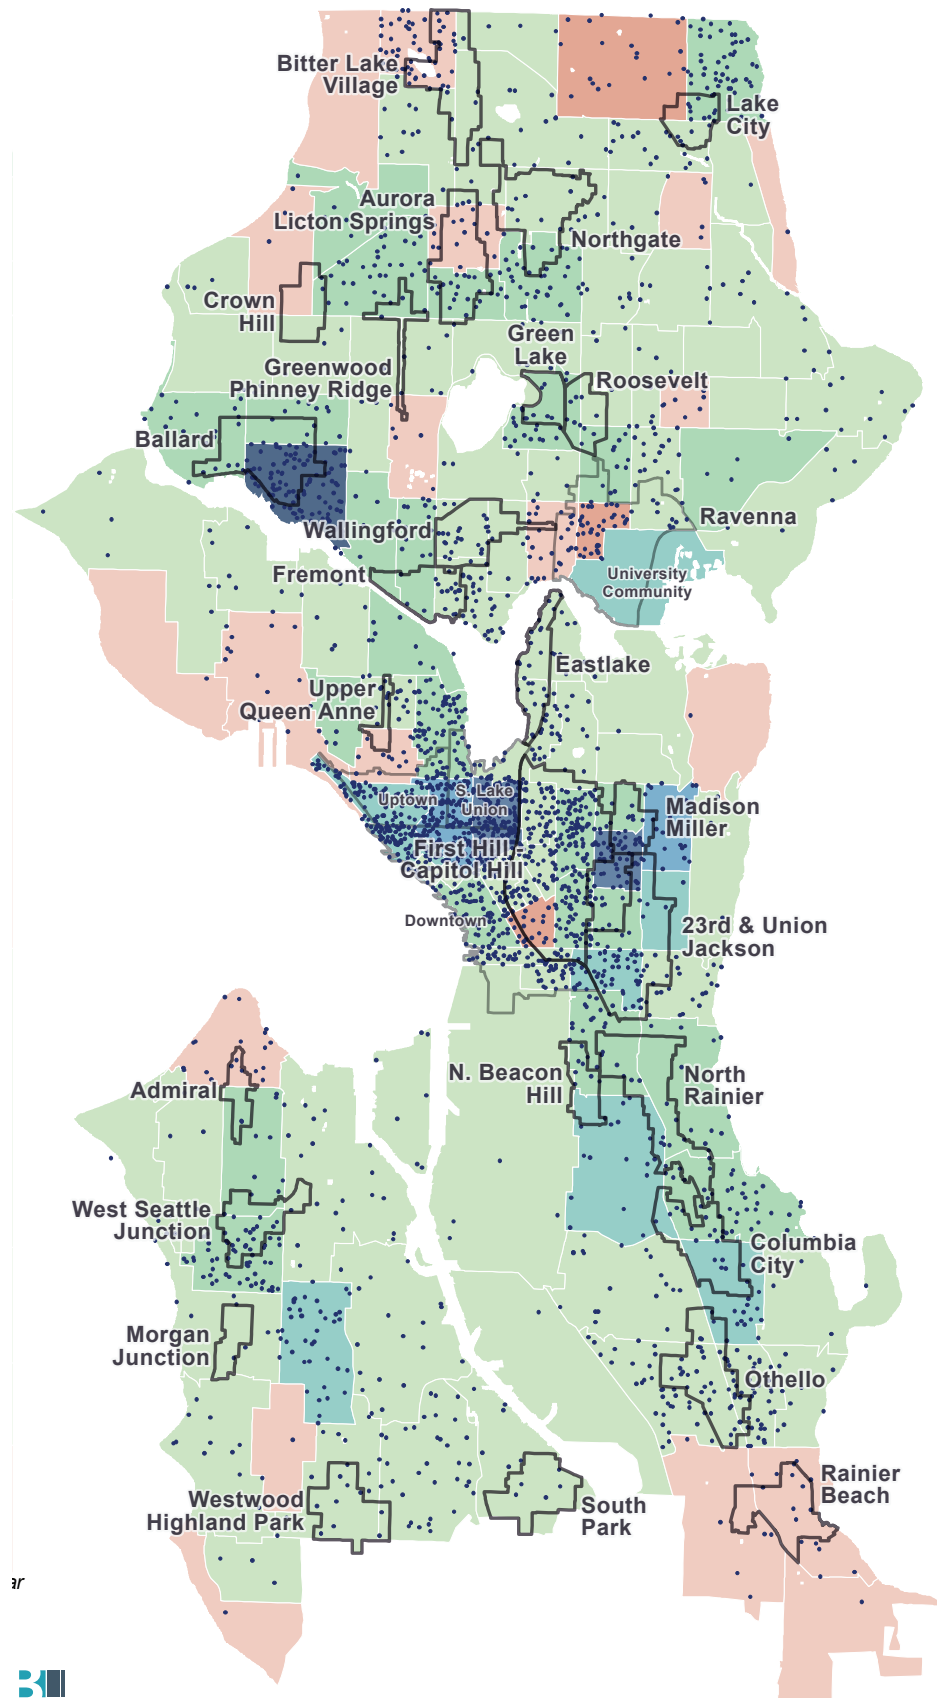 Bitter Lake
Village
Lake
City
Aurora
Licton Springs
Northgate
Crown
Hill
Green
Lake
Greenwood
Phinney Ridge
Roosevelt
Ballard
Wallingford
Ravenna
Fremont
University
Community
Eastlake
Upper
Queen Anne
Uptown
S. Lake
Union
Madison
Miller
First Hill -
Capitol Hill
Downtown
23rd & Union
Jackson
N. Beacon
Hill
North
Rainier
Admiral
West Seattle
Junction
Columbia
City
Morgan
Junction
Othello
Rainier
Beach
Westwood
Highland Park
South
Park
ar